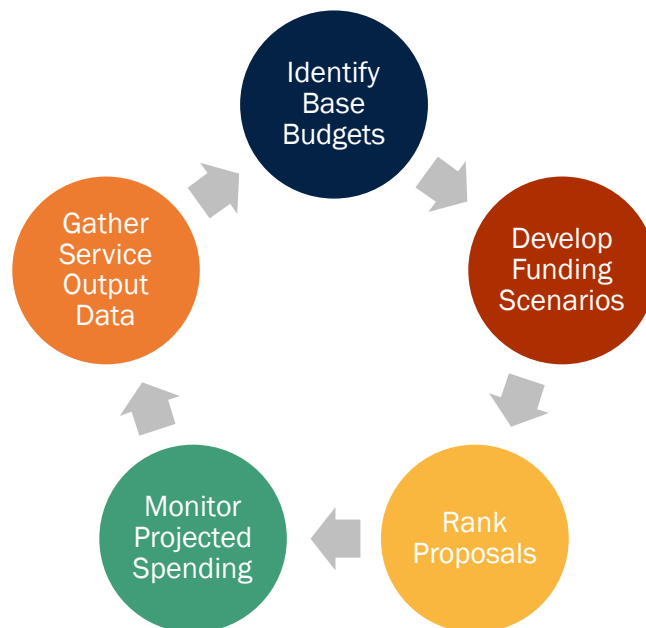 Identify
Base
Budgets
Develop
Funding
Scenarios
Rank
Proposals
Monitor
Projected
Spending
Gather
Service
Output
Data